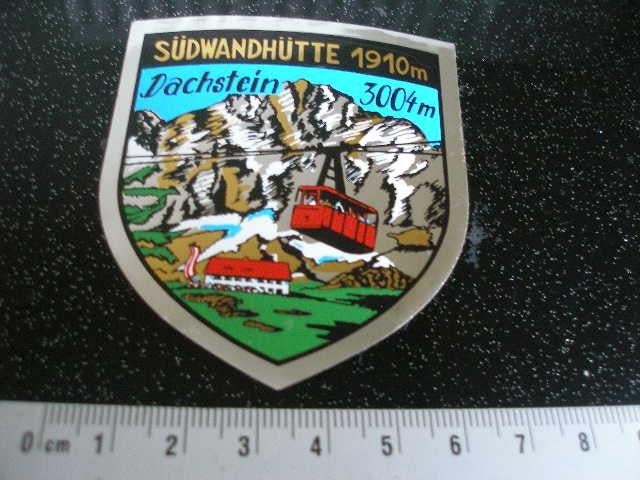 SÜDWANDHÜTTE 1910m
Dachstein 3004m
0 cm 1 2 3 4 5 6 7 8